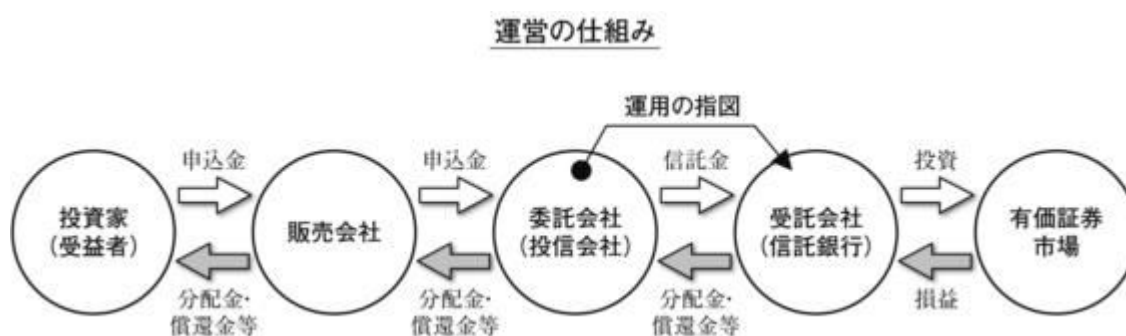 運営の仕組み
運用の指図
申込金
申込金
信託金
投資
投資家
(受益者)
販売会社
委託会社
(投信会社)
受託会社
(信託銀行)
有価証券
市場
分配金・
償還金等
分配金・
償還金等
分配金・
償還金等
損益